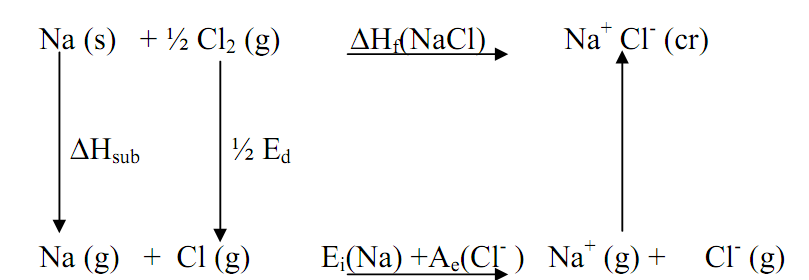 Na (s) + ½ Cl₂ (g) ΔHf(NaCl) Na⁺ Cl⁻ (cr)
ΔHsub ½ Ed
Na (g) + Cl (g) Ei(Na) +Ae(Cl⁻ ) Na⁺ (g) + Cl⁻ (g)